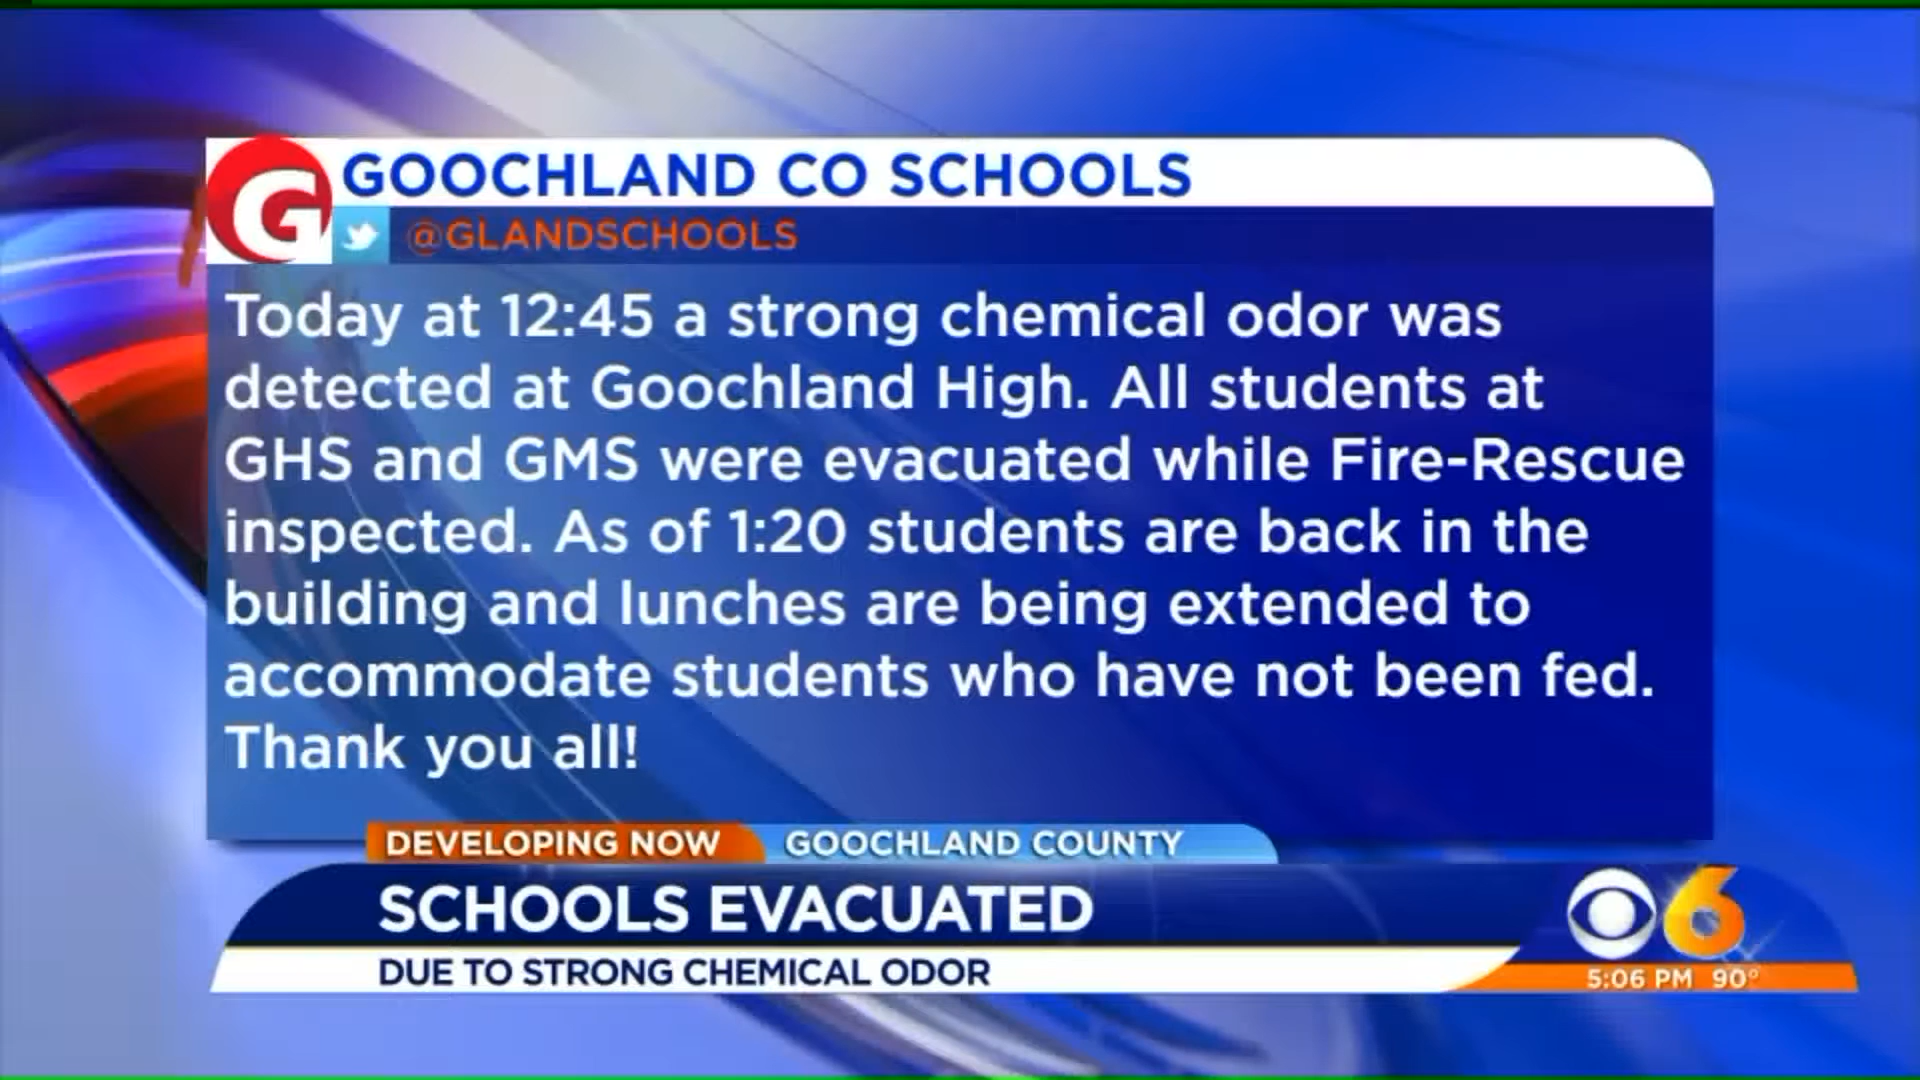 G
GOOCHLAND CO SCHOOLS
@GLANDSCHOOLS
Today at 12:45 a strong chemical odor was
detected at Goochland High. All students at
GHS and GMS were evacuated while Fire-Rescue
inspected. As of 1:20 students are back in the
building and lunches are being extended to
accommodate students who have not been fed.
Thank you all!
DEVELOPING NOW GOOCHLAND COUNTY
SCHOOLS EVACUATED
6
DUE TO STRONG CHEMICAL ODOR
5:06 PM 90°